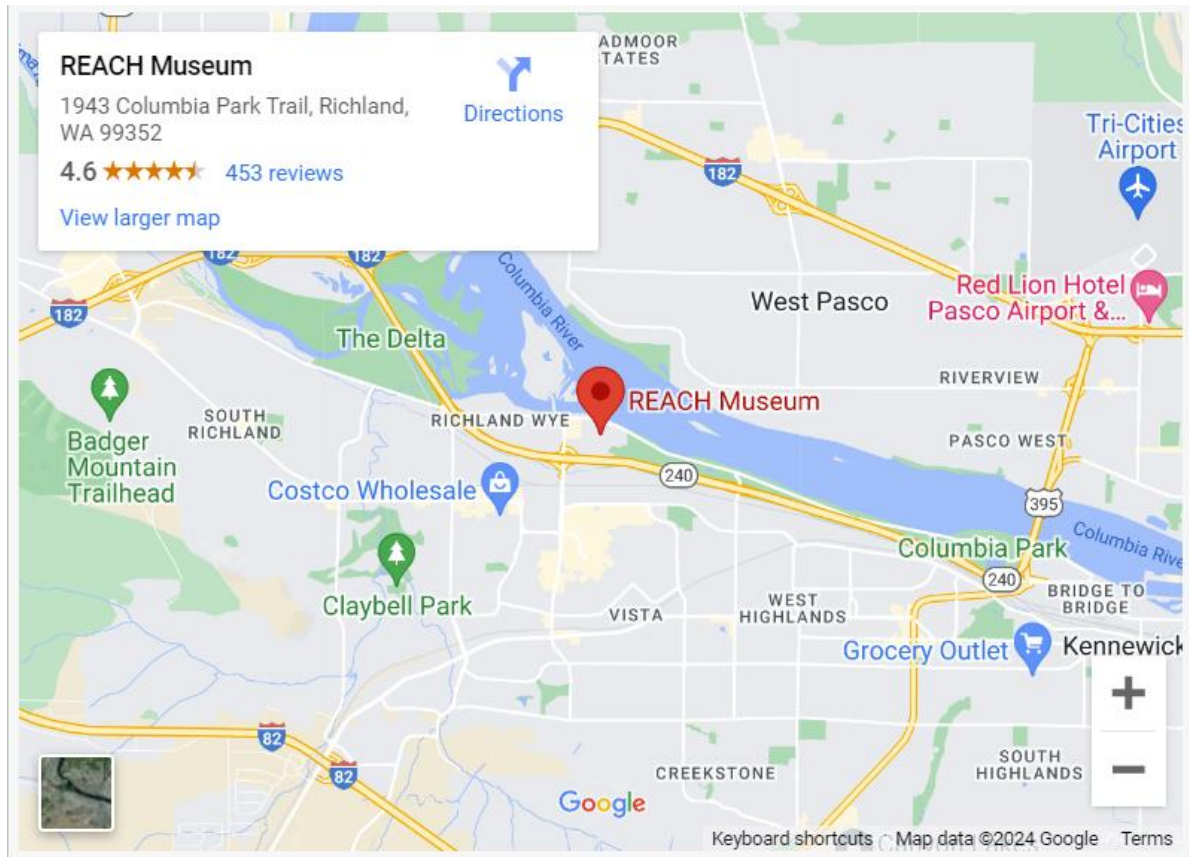 REACH Museum
1943 Columbia Park Trail, Richland,
WA 99352
4.6
453 reviews
View larger map
Directions
ADMOOR
TATES
Tri-Cities
Airport
182
182
182
182
Columbia River
West Pasco
Red Lion Hotel
Pasco Airport &...
The Delta
RIVERVIEW
REACH Museum
SOUTH
RICHLAND
RICHLAND WYE
PASCO WEST
Badger
Mountain
Trailhead
Costco Wholesale
240
395
Columbia Rive
Columbia Park
240
BRIDGE TO
BRIDGE
Claybell Park
VISTA
WEST
HIGHLANDS
Grocery Outlet
Kennewick
82
82
SOUTH
HIGHLANDS
CREEKSTONE
Google
Keyboard shortcuts
Map data ©2024 Google
Terms